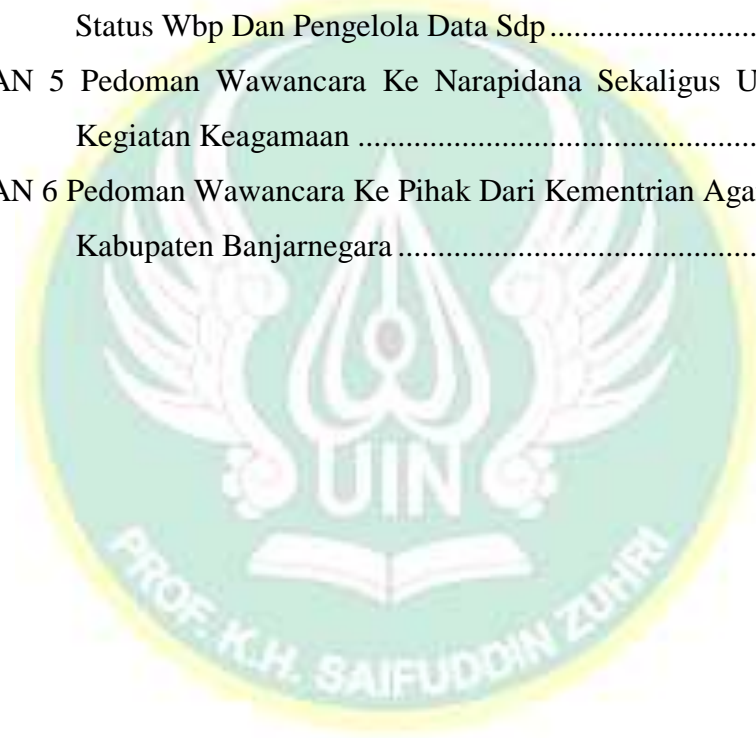 Status Wbp Dan Pengelola Data Sdp..........................
AN 5 Pedoman Wawancara Ke Narapidana Sekaligus U
Kegiatan Keagamaan ..................................................
AN 6 Pedoman Wawancara Ke Pihak Dari Kementrian Aga
Kabupaten Banjarnegara.............................................
UIN
PROF. K.H. SAIFUDDIN ZUHRI